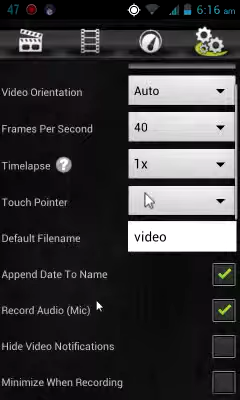 47
6:16 am
Video Orientation
Auto
Frames Per Second
40
Timelapse ?
1x
Touch Pointer
Default Filename
video
Append Date To Name
Record Audio (Mic)
Hide Video Notifications
Minimize When Recording